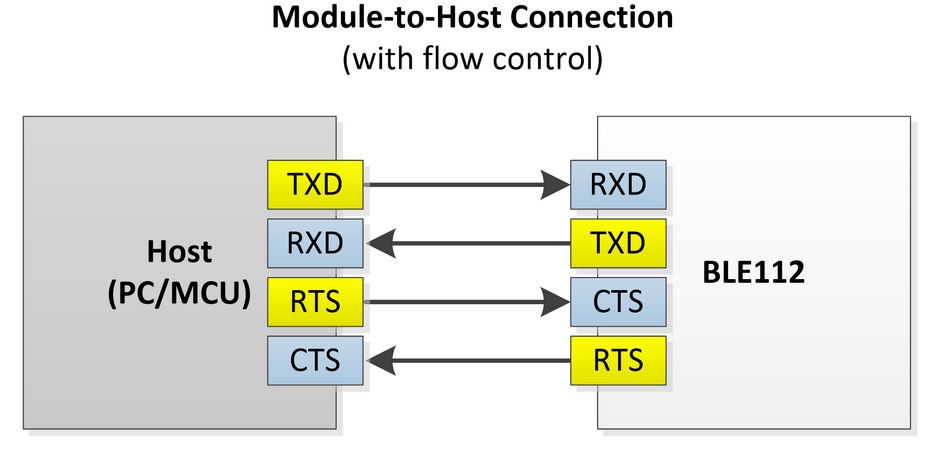 Module-to-Host Connection
(with flow control)
TXD
RXD
RXD
TXD
Host
(PC/MCU)
BLE112
RTS
CTS
CTS
RTS